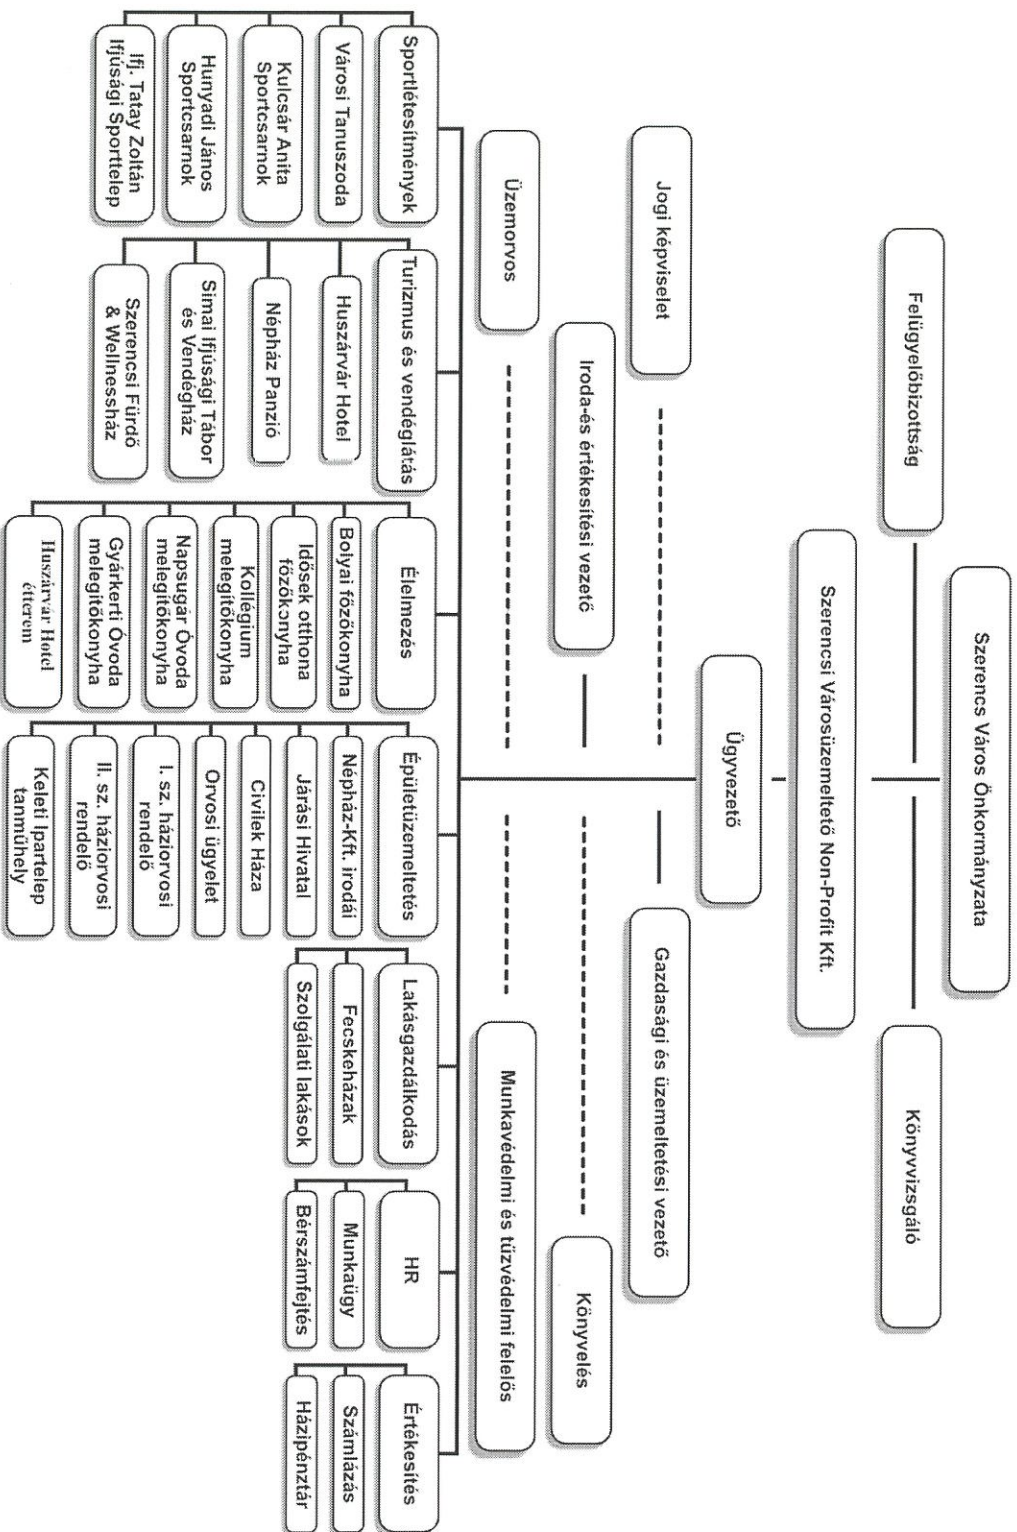 Szerencs Város Önkormányzata
Felügyelőbizottság
Könyvvizsgáló
Szerencsi Városüzemeltető Non-Profit Kft.
Ügyvezető
Jogi képviselet
Gazdasági és üzemeltetési vezető
Iroda-és értékesítési vezető
Könyvelés
Üzemorvos
Munkavédelmi és tűzvédelmi felelős
Sportlétesítmények
Városi Tanuszoda
Kulcsár Anita
Sportcsarnok
Hunyadi János
Sportcsarnok
Ifj. Tatay Zoltán
Ifjúsági Sporttelep
Turizmus és vendéglátás
Huszárvár Hotel
Népház Panzió
Simai Ifjúsági Tábor
és Vendégház
Szerencsi Fürdő
& Wellnessház
Élelmezés
Bolyai főzőkonyha
Idősek otthona
főzőkonyha
Kollégium
melegítőkonyha
Napsugár Óvoda
melegítőkonyha
Gyárkerti Óvoda
melegítőkonyha
Huszárvár Hotel
étterem
Épületüzemeltetés
Népház-Kft. irodái
Járási Hivatal
Civilek Háza
Orvosi ügyelet
I. sz. háziorvosi
rendelő
II. sz. háziorvosi
rendelő
Keleti Ipartelep
tanműhely
Lakásgazdálkodás
Fecskeházak
Szolgálati lakások
HR
Munkaügy
Bérszámfejtés
Értékesítés
Számlázás
Házipénztár